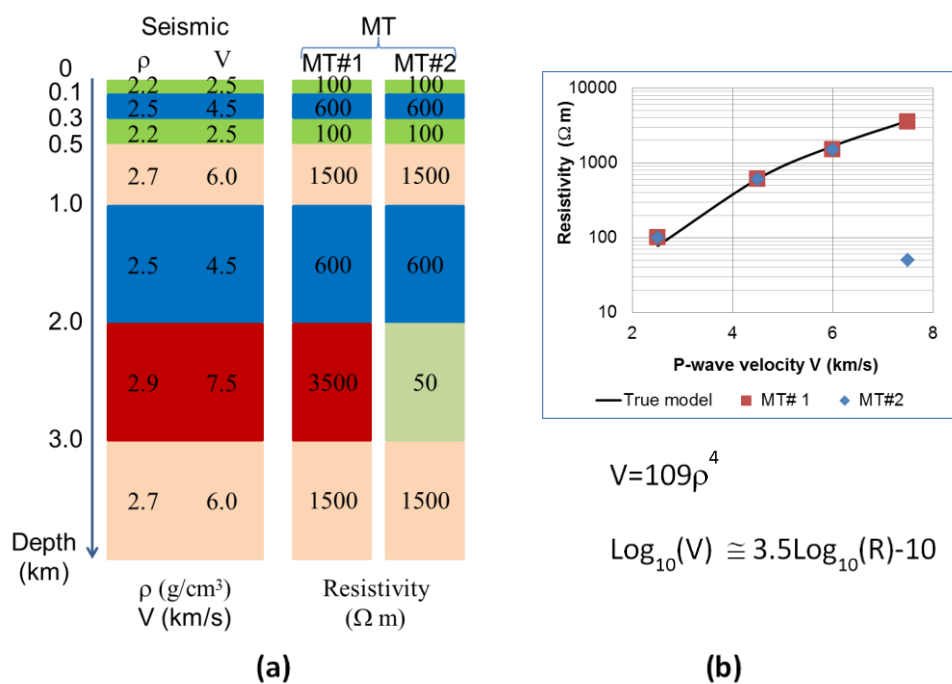 Seismic MT
ρ V MT#1 MT#2
0
2.2 2.5 100 100
0.1
2.5 4.5 600 600
0.3
2.2 2.5 100 100
0.5
2.7 6.0 1500 1500
1.0
2.5 4.5 600 600
2.0
2.9 7.5 3500 50
3.0
2.7 6.0 1500 1500
Depth
(km)
ρ (g/cm³) Resistivity
V (km/s) (Ω m)
(a)
Resistivity (Ω m)
10000
1000
100
10
2 4 6 8
P-wave velocity V (km/s)
True model MT# 1 MT#2
V=109ρ⁴
Log₁₀(V) ≅ 3.5Log₁₀(R)-10
(b)